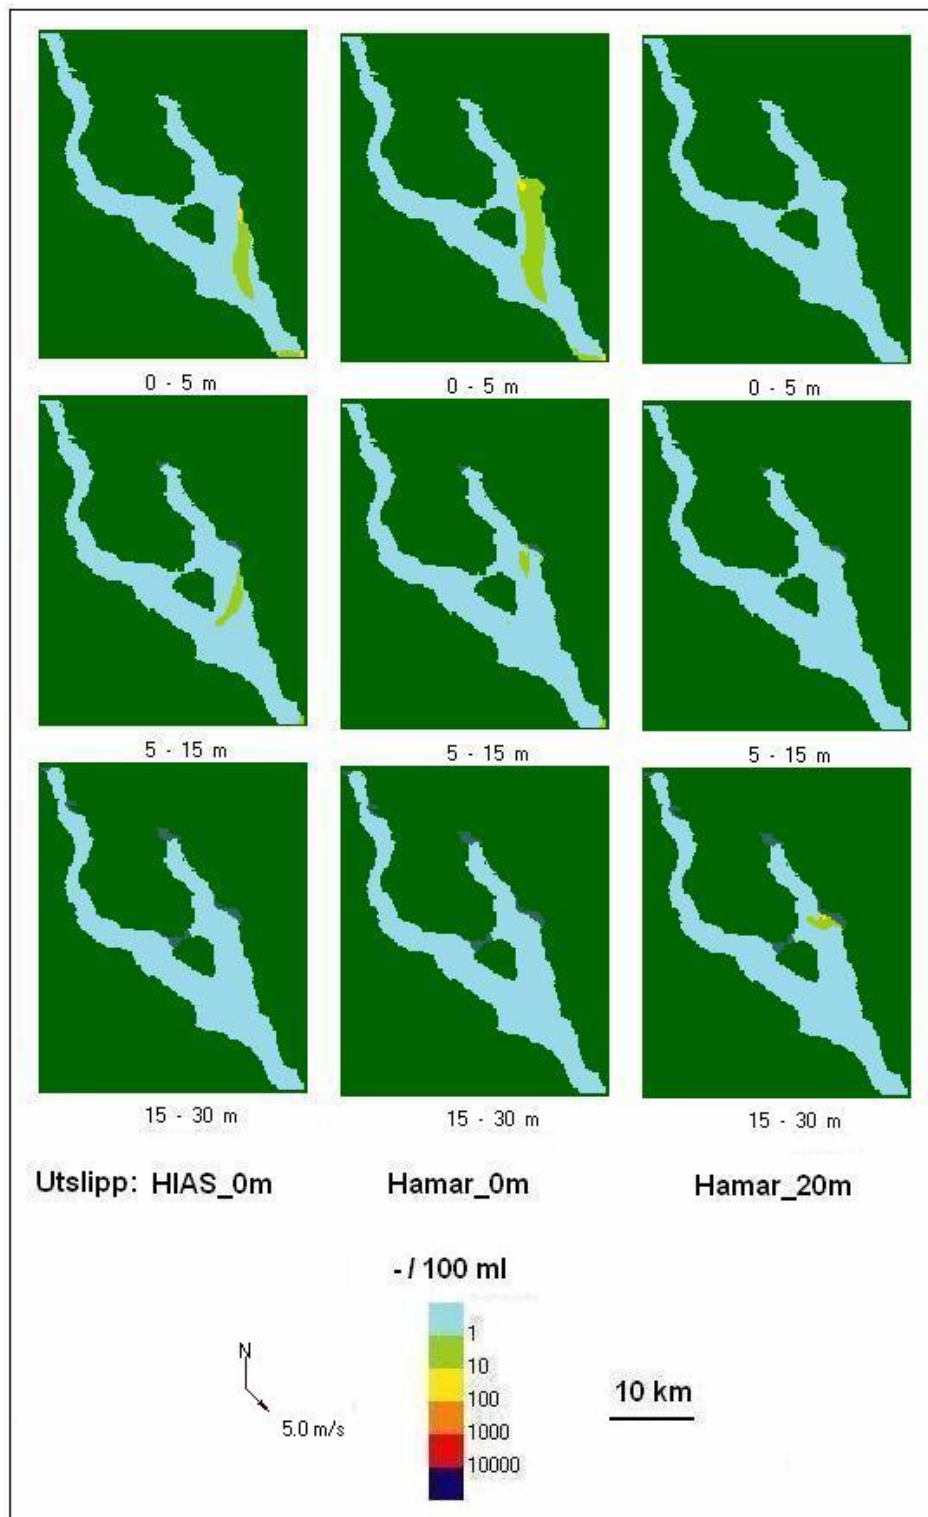 0 - 5 m 0 - 5 m 0 - 5 m
5 - 15 m 5 - 15 m 5 - 15 m
15 - 30 m 15 - 30 m 15 - 30 m
Utslipp: HIAS_0m Hamar_0m Hamar_20m
- / 100 ml
1
10
100
1000
10000
N
5.0 m/s
10 km